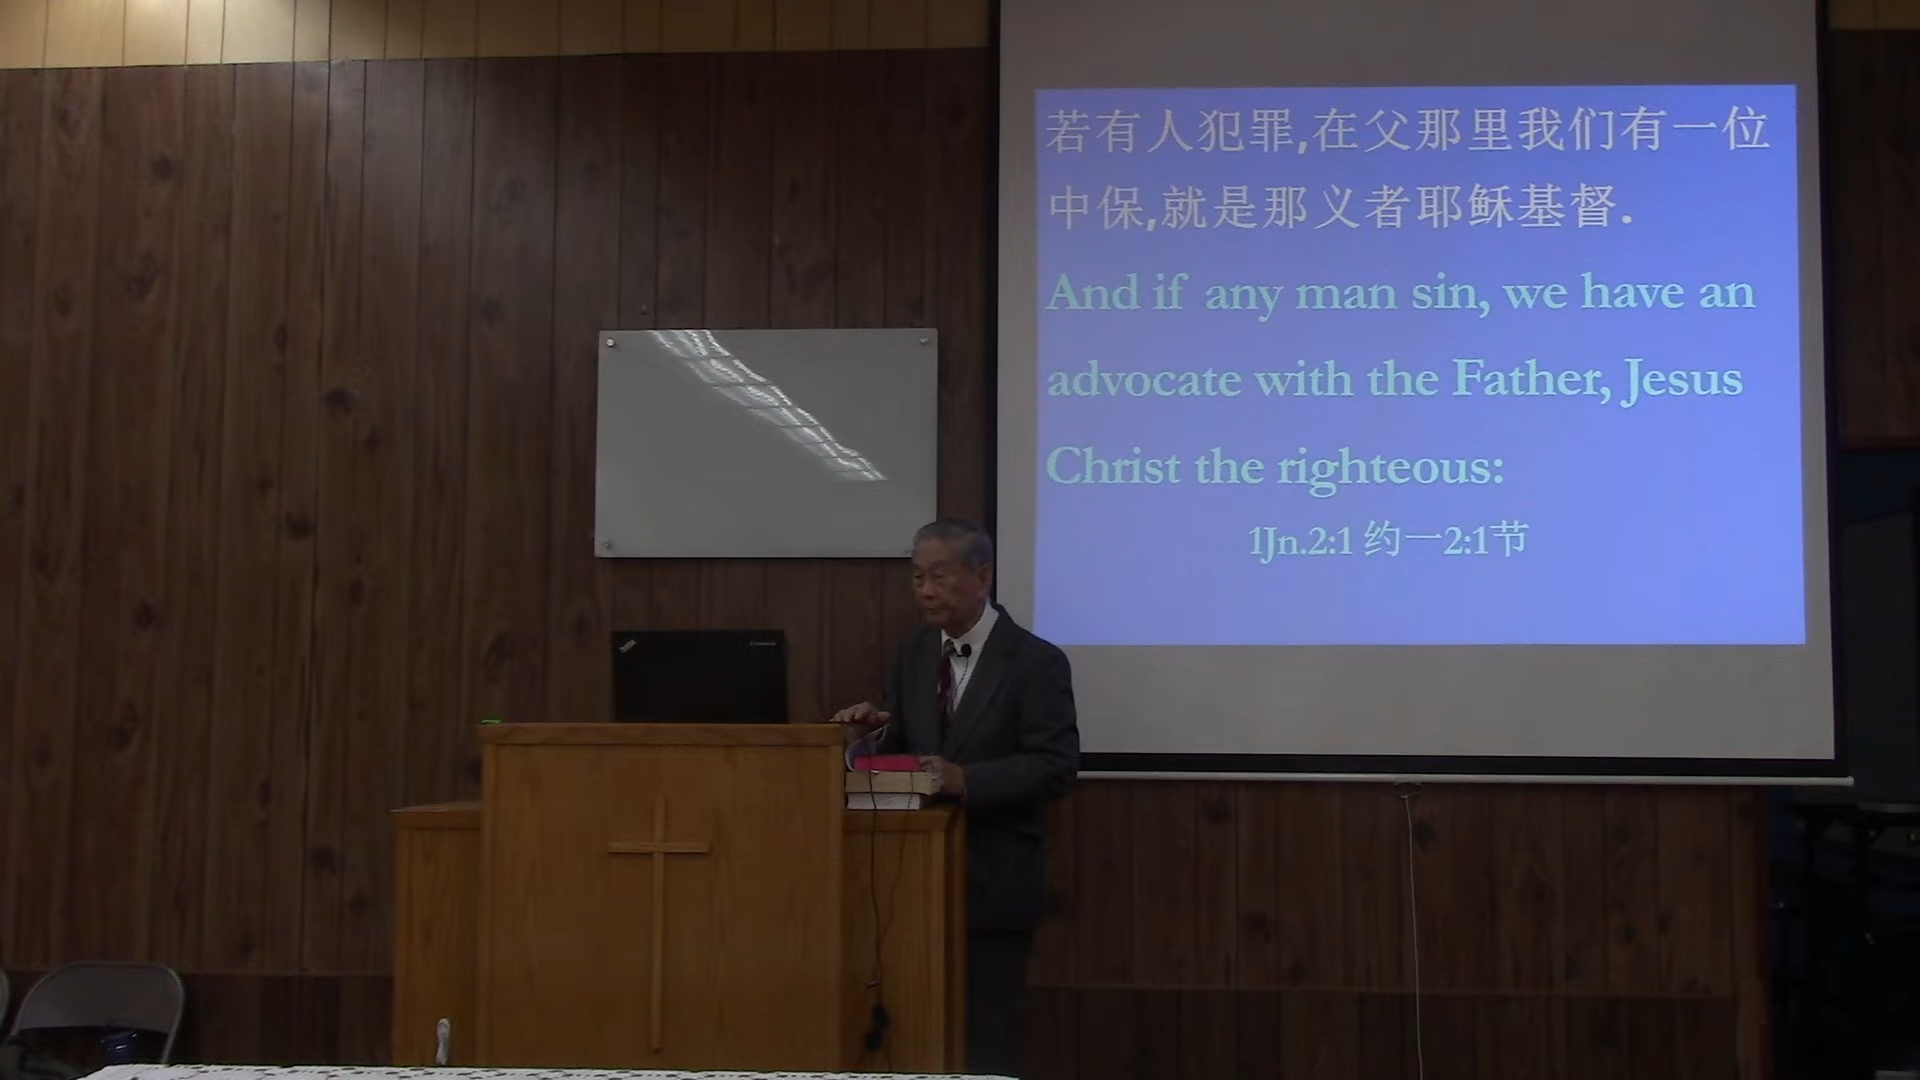 若有人犯罪,在父那里我们有一位
中保,就是那义者耶稣基督.
And if any man sin, we have an
advocate with the Father, Jesus
Christ the righteous:
1Jn.2:1 约一2:1节